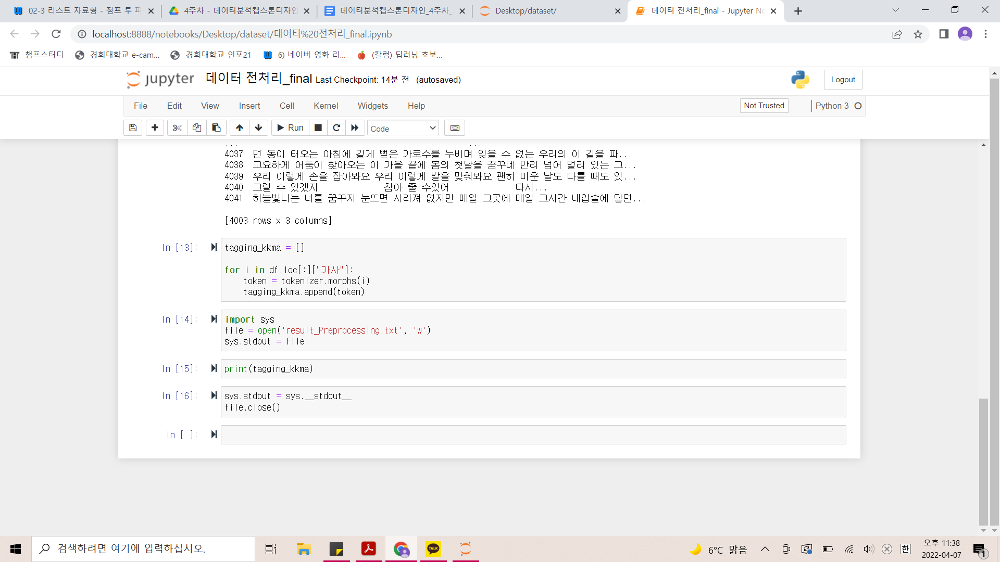 02-3 리스트 자료형 - 점프 투 파
4주차 - 데이터분석캡스톤디자인
데이터분석캡스톤디자인_4주차_
Desktop/dataset/
데이터 전처리_final - Jupyter No
localhost:8888/notebooks/Desktop/dataset/데이터%20전처리_final.ipynb
챔프스터디
경희대학교 e-cam...
경희대학교 인포21
6) 네이버 영화 리...
(칼럼) 딥러닝 초보...
jupyter 데이터 전처리_final Last Checkpoint: 14분 전 (autosaved)
Logout
File Edit View Insert Cell Kernel Widgets Help
Not Trusted
Python 3
Run
Code
... ...
4037 먼 동이 터오는 아침에 길게 뻗은 가로수를 누비며 잊을 수 없는 우리의 이 길을 파...
4038 고요하게 어둠이 찾아오는 이 가을 끝에 봄의 첫날을 꿈꾸네 만리 넘어 멀리 있는 그...
4039 우리 이렇게 손을 잡아봐요 우리 이렇게 발을 맞춰봐요 괜히 미운 날도 다툴 때도 있...
4040 그럴 수 있겠지 참아 줄 수있어 다시...
4041 하늘빛나는 너를 꿈꾸지 눈뜨면 사라져 없지만 매일 그곳에 매일 그시간 내입술에 닿던...
[4003 rows x 3 columns]
In [13]:
tagging_kkma = []
for i in df.loc[:]["가사"]:
token = tokenizer.morphs(i)
tagging_kkma.append(token)
In [14]:
import sys
file = open('result_Preprocessing.txt', 'w')
sys.stdout = file
In [15]:
print(tagging_kkma)
In [16]:
sys.stdout = sys.__stdout__
file.close()
In [ ]:
검색하려면 여기에 입력하십시오.
TALK
6°C 맑음
한
오후 11:38
2022-04-07
1